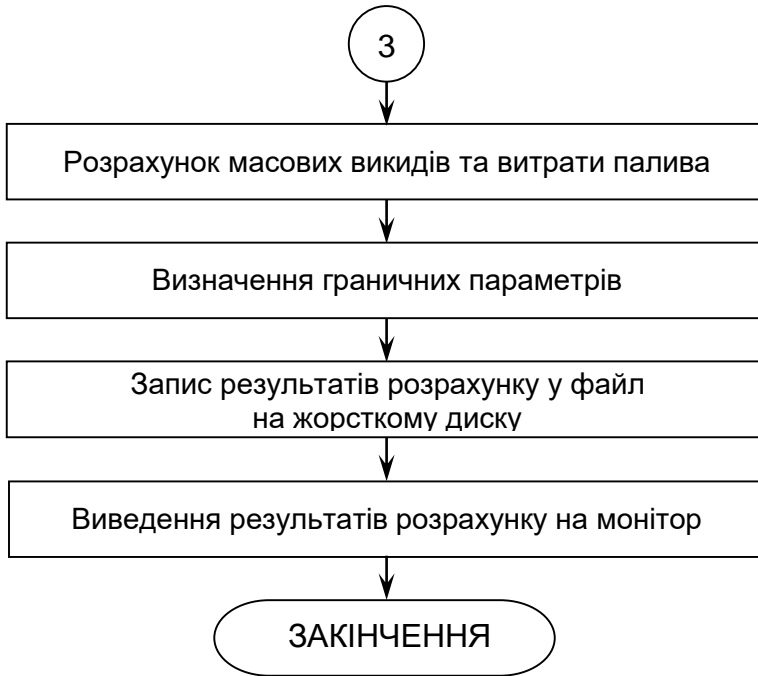 3
Розрахунок масових викидів та витрати палива
Визначення граничних параметрів
Запис результатів розрахунку у файл
на жорсткому диску
Виведення результатів розрахунку на монітор
ЗАКІНЧЕННЯ